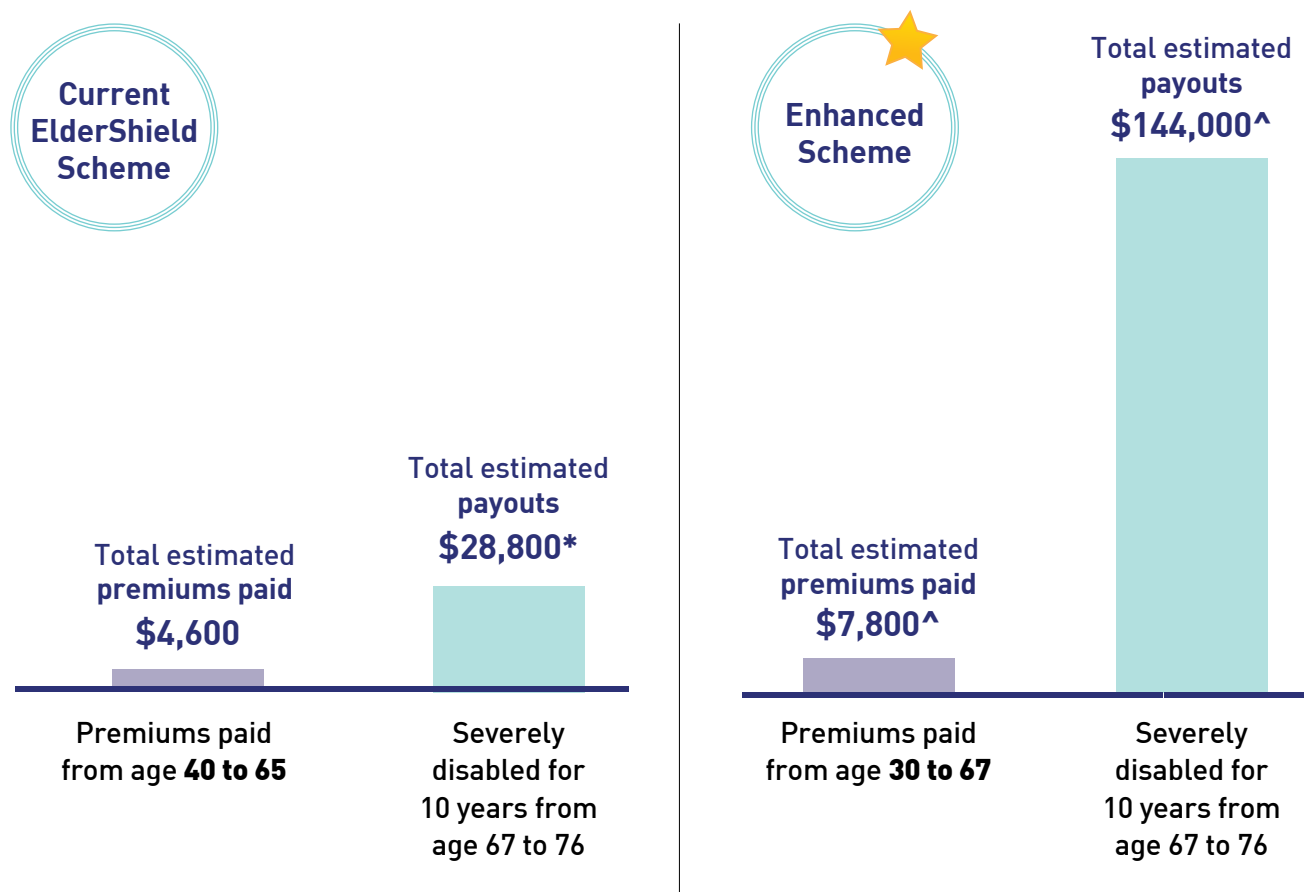 Current
ElderShield
Scheme
Total estimated
premiums paid
$4,600
Premiums paid
from age 40 to 65
Total estimated
payouts
$28,800*
Severely
disabled for
10 years from
age 67 to 76
Enhanced
Scheme
Total estimated
premiums paid
$7,800^
Premiums paid
from age 30 to 67
Total estimated
payouts
$144,000^
Severely
disabled for
10 years from
age 67 to 76